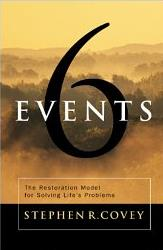 6
EVENTS
The Restoration Model
for Solving Life's Problems
STEPHEN R. COVEY